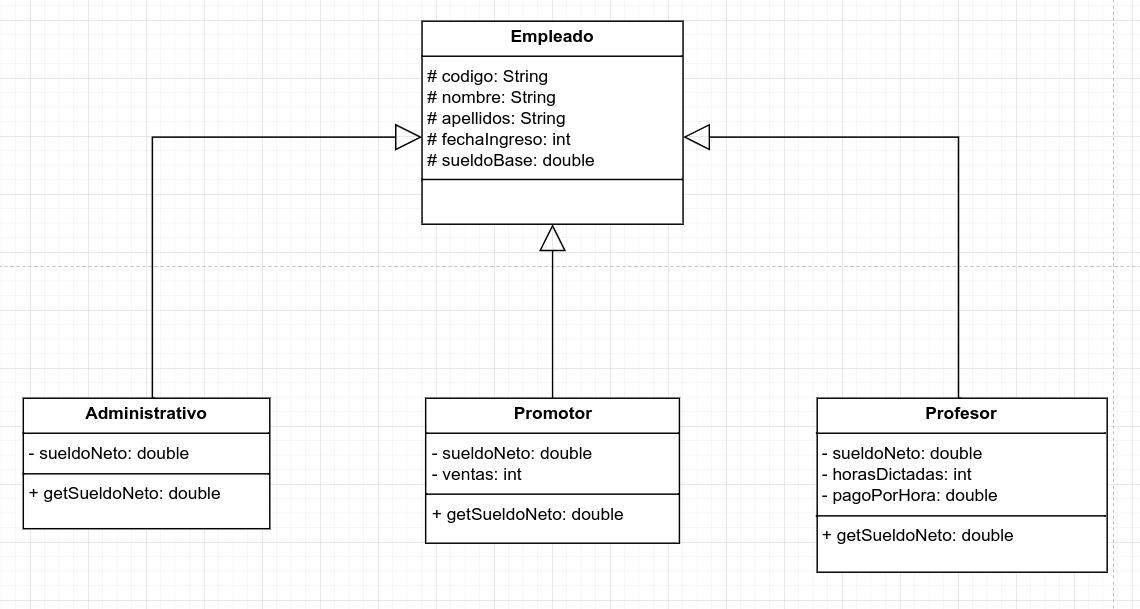 Empleado
# codigo: String
# nombre: String
# apellidos: String
# fechaIngreso: int
# sueldoBase: double
Administrativo
- sueldoNeto: double
+ getSueldoNeto: double
Promotor
- sueldoNeto: double
- ventas: int
+ getSueldoNeto: double
Profesor
- sueldoNeto: double
- horasDictadas: int
- pagoPorHora: double
+ getSueldoNeto: double